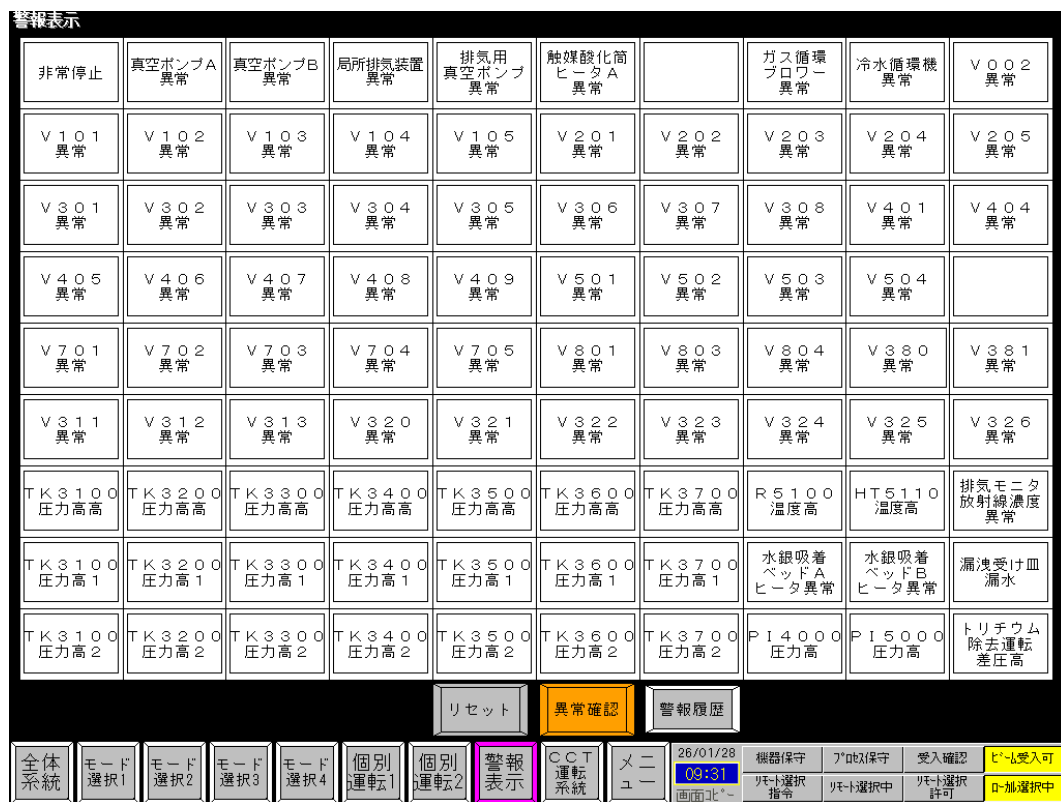 警報表示
非常停止
真空ポンプA
異常
真空ポンプB
異常
局所排気装置
異常
排気用
真空ポンプ
異常
触媒酸化筒
ヒータA
異常
ガス循環
ブロワー
異常
冷水循環機
異常
V002
異常
V101
異常
V102
異常
V103
異常
V104
異常
V105
異常
V201
異常
V202
異常
V203
異常
V204
異常
V205
異常
V301
異常
V302
異常
V303
異常
V304
異常
V305
異常
V306
異常
V307
異常
V308
異常
V401
異常
V404
異常
V405
異常
V406
異常
V407
異常
V408
異常
V409
異常
V501
異常
V502
異常
V503
異常
V504
異常
V701
異常
V702
異常
V703
異常
V704
異常
V705
異常
V801
異常
V803
異常
V804
異常
V380
異常
V381
異常
V311
異常
V312
異常
V313
異常
V320
異常
V321
異常
V322
異常
V323
異常
V324
異常
V325
異常
V326
異常
TK3100
圧力高高
TK3200
圧力高高
TK3300
圧力高高
TK3400
圧力高高
TK3500
圧力高高
TK3600
圧力高高
TK3700
圧力高高
R5100
温度高
HT5110
温度高
排気モニタ
放射線濃度
異常
TK3100
圧力高1
TK3200
圧力高1
TK3300
圧力高1
TK3400
圧力高1
TK3500
圧力高1
TK3600
圧力高1
TK3700
圧力高1
水銀吸着
ベッドA
ヒータ異常
水銀吸着
ベッドB
ヒータ異常
漏洩受け皿
漏水
TK3100
圧力高2
TK3200
圧力高2
TK3300
圧力高2
TK3400
圧力高2
TK3500
圧力高2
TK3600
圧力高2
TK3700
圧力高2
PI4000
圧力高
PI5000
圧力高
トリチウム
除去運転
差圧高
リセット
異常確認
警報履歴
全体
系統
モード
選択1
モード
選択2
モード
選択3
モード
選択4
個別
運転1
個別
運転2
警報
表示
CCT
運転
系統
メニ
ュー
26/01/28
09:31
画面コピー
機器保守
プロセス保守
受入確認
ビーム受入可
リモート選択
指令
リモート選択中
リモート選択
許可
ローカル選択中